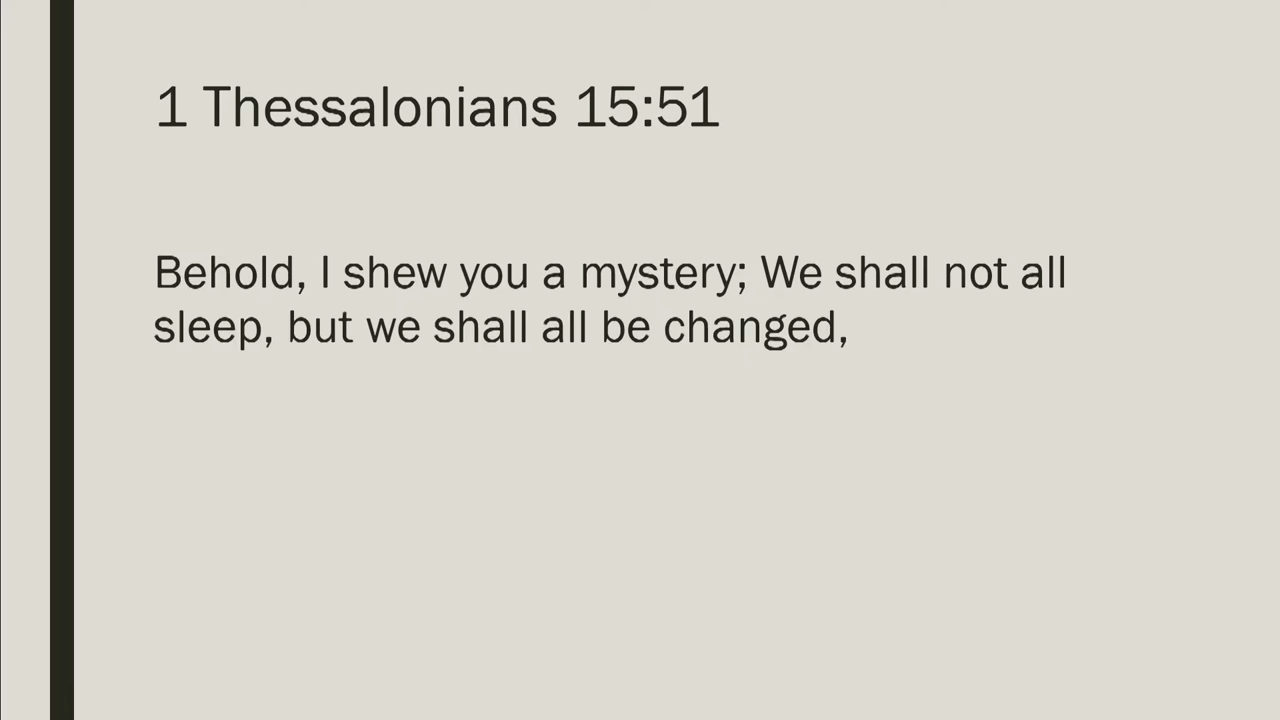 1 Thessalonians 15:51
Behold, I shew you a mystery; We shall not all
sleep, but we shall all be changed,